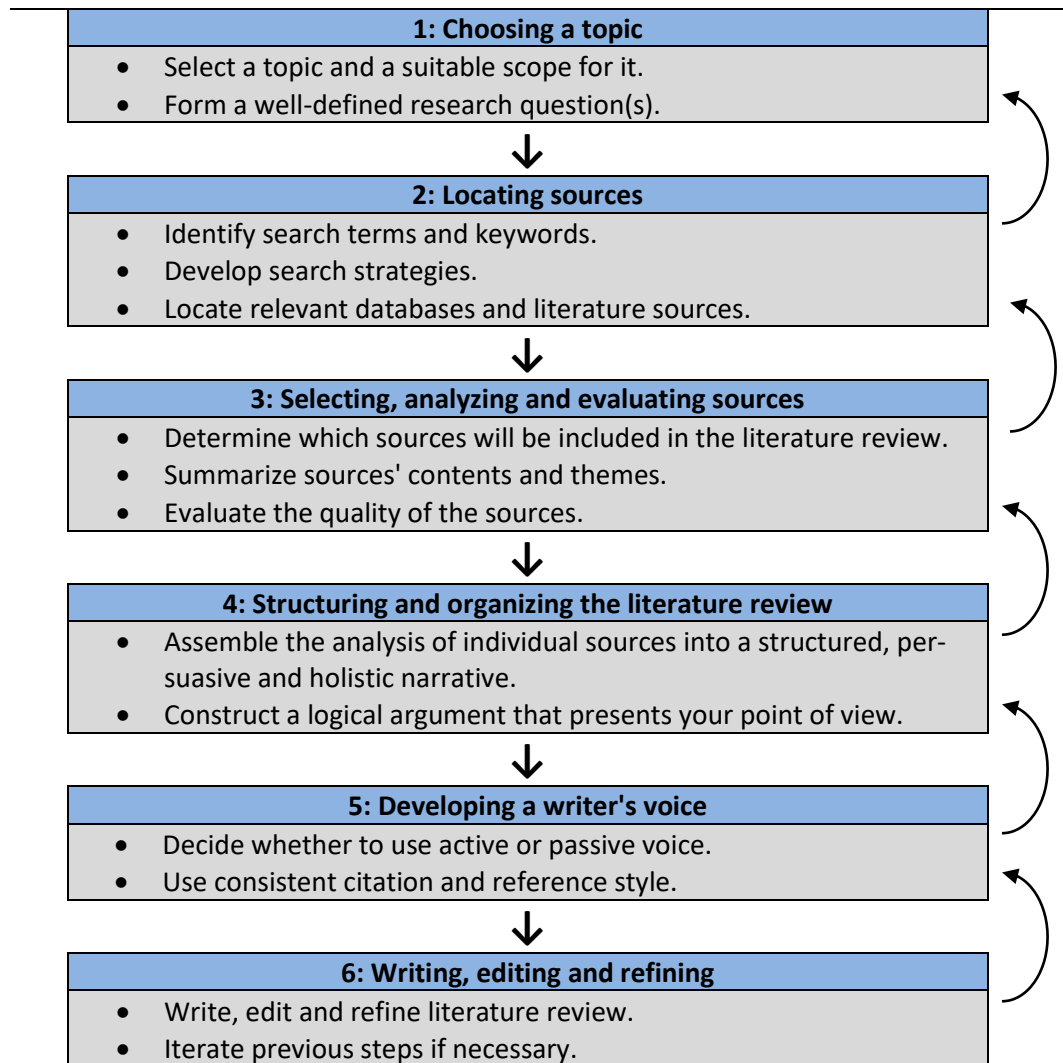 1: Choosing a topic
• Select a topic and a suitable scope for it.
• Form a well-defined research question(s).
2: Locating sources
• Identify search terms and keywords.
• Develop search strategies.
• Locate relevant databases and literature sources.
3: Selecting, analyzing and evaluating sources
• Determine which sources will be included in the literature review.
• Summarize sources' contents and themes.
• Evaluate the quality of the sources.
4: Structuring and organizing the literature review
• Assemble the analysis of individual sources into a structured, per-
suasive and holistic narrative.
• Construct a logical argument that presents your point of view.
5: Developing a writer's voice
• Decide whether to use active or passive voice.
• Use consistent citation and reference style.
6: Writing, editing and refining
• Write, edit and refine literature review.
• Iterate previous steps if necessary.